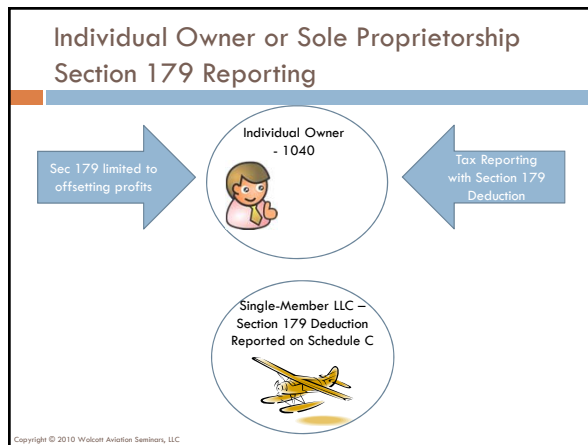 Individual Owner or Sole Proprietorship
Section 179 Reporting
Individual Owner
- 1040
Sec 179 limited to
offsetting profits
Tax Reporting
with Section 179
Deduction
Single-Member LLC –
Section 179 Deduction
Reported on Schedule C
Copyright © 2010 Wolcott Aviation Seminars, LLC